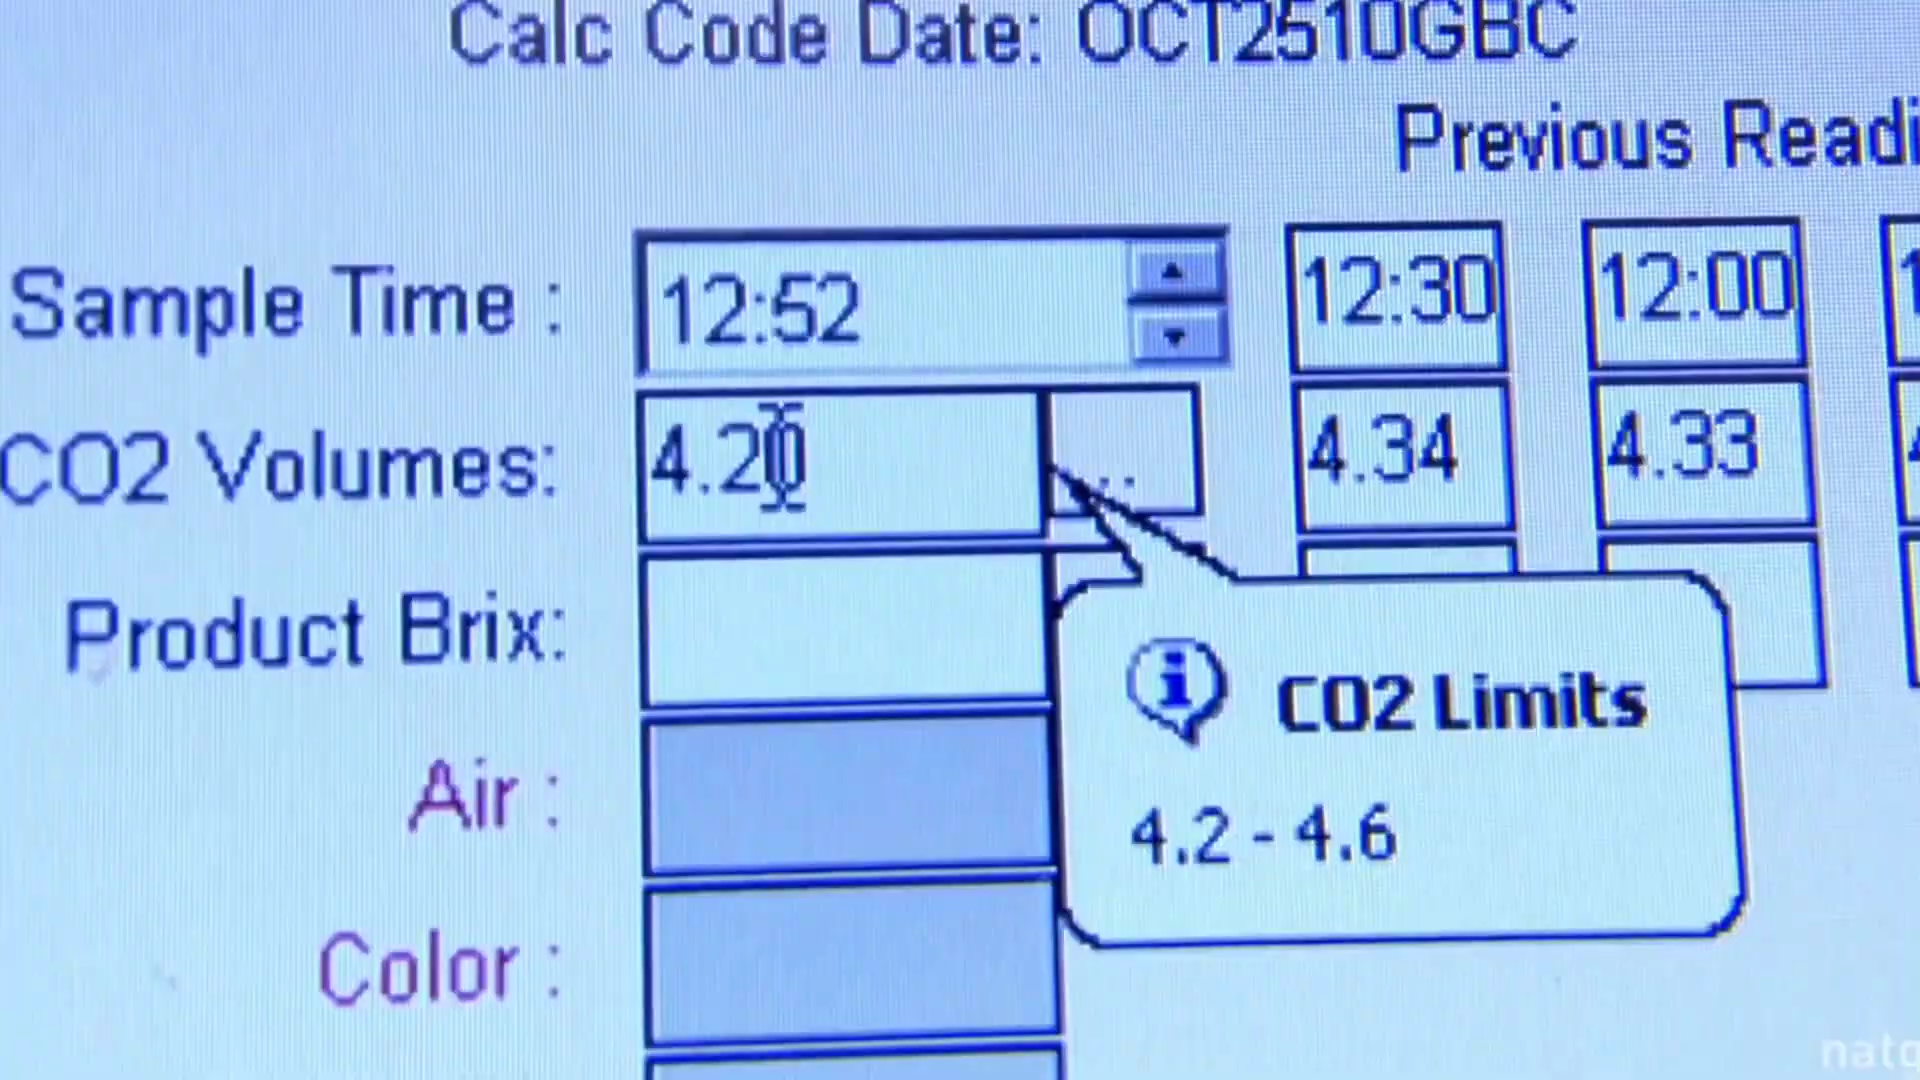 Calc Code Date: OCT2510GBC
Previous
Sample Time : 12:52 12:30 12:00
CO2 Volumes: 4.20 .. 4.34 4.33
Product Brix:
CO2 Limits
4.2 - 4.6
Air :
Color :